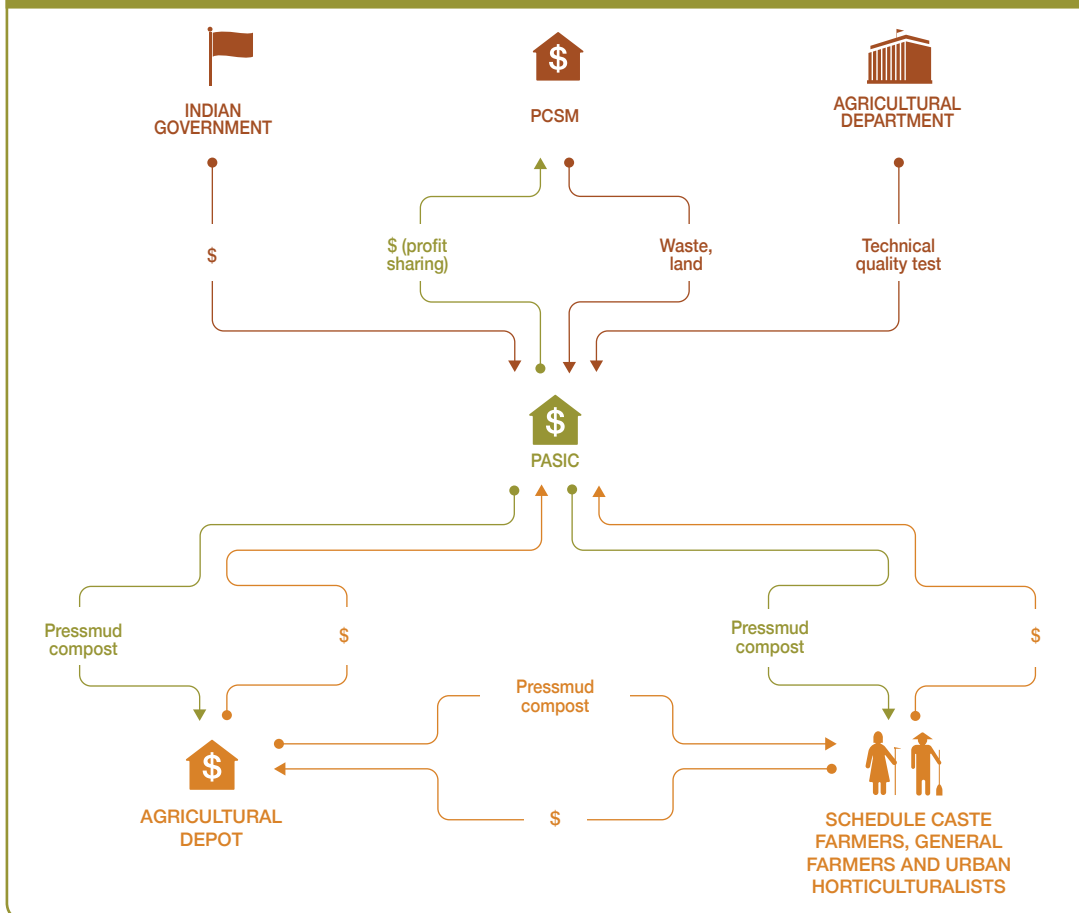 $
INDIAN
GOVERNMENT
PCSM
AGRICULTURAL
DEPARTMENT
$
$ (profit
sharing)
Waste,
land
Technical
quality test
$
PASIC
Pressmud
compost
$
Pressmud
compost
$
Pressmud
compost
$
AGRICULTURAL
DEPOT
$
SCHEDULE CASTE
FARMERS, GENERAL
FARMERS AND URBAN
HORTICULTURALISTS